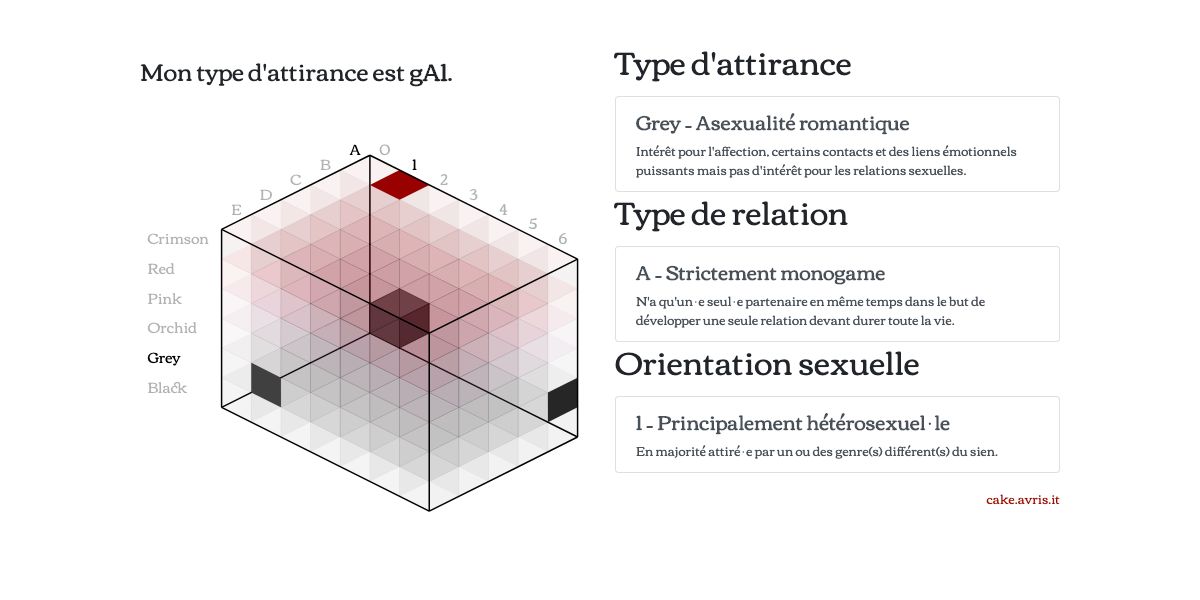 Mon type d'attirance est gA1.
A O
B 1
C 2
D 3
E 4
5
6
Crimson
Red
Pink
Orchid
Grey
Black
Type d'attirance
Grey - Asexualité romantique
Intérêt pour l'affection, certains contacts et des liens émotionnels
puissants mais pas d'intérêt pour les relations sexuelles.
Type de relation
A - Strictement monogame
N'a qu'un·e seul·e partenaire en même temps dans le but de
développer une seule relation devant durer toute la vie.
Orientation sexuelle
1 - Principalement hétérosexuel·le
En majorité attiré·e par un ou des genre(s) différent(s) du sien.
cake.avris.it